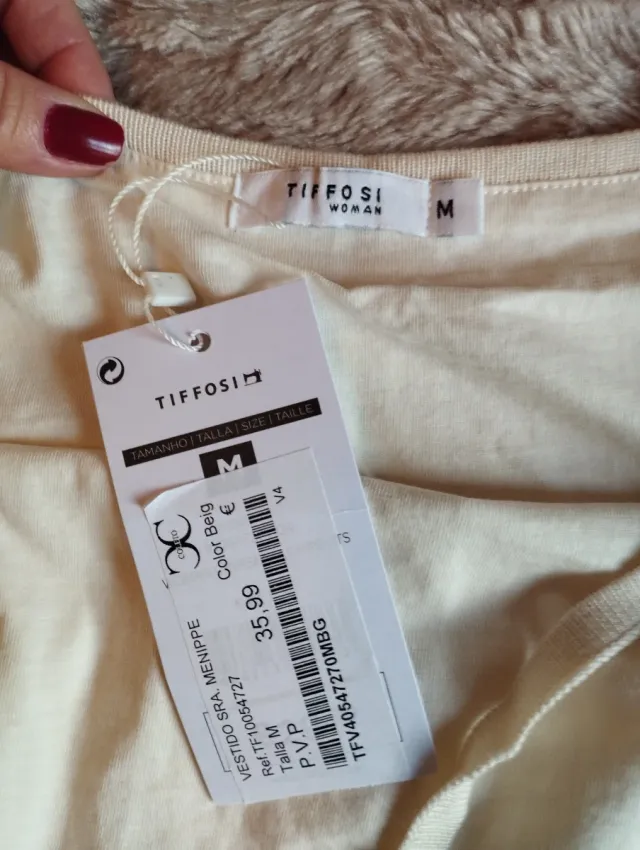 TIFFOSI
WOMAN
M
TIFFOSI
TAMANHO | TALLA | SIZE | TAILLE
M
VESTIDO SRA. MENIPPE
Ref.TF10054727
Color Beig
Talla M
35,99 €
P.V.P
V4
TFV40547270MBG